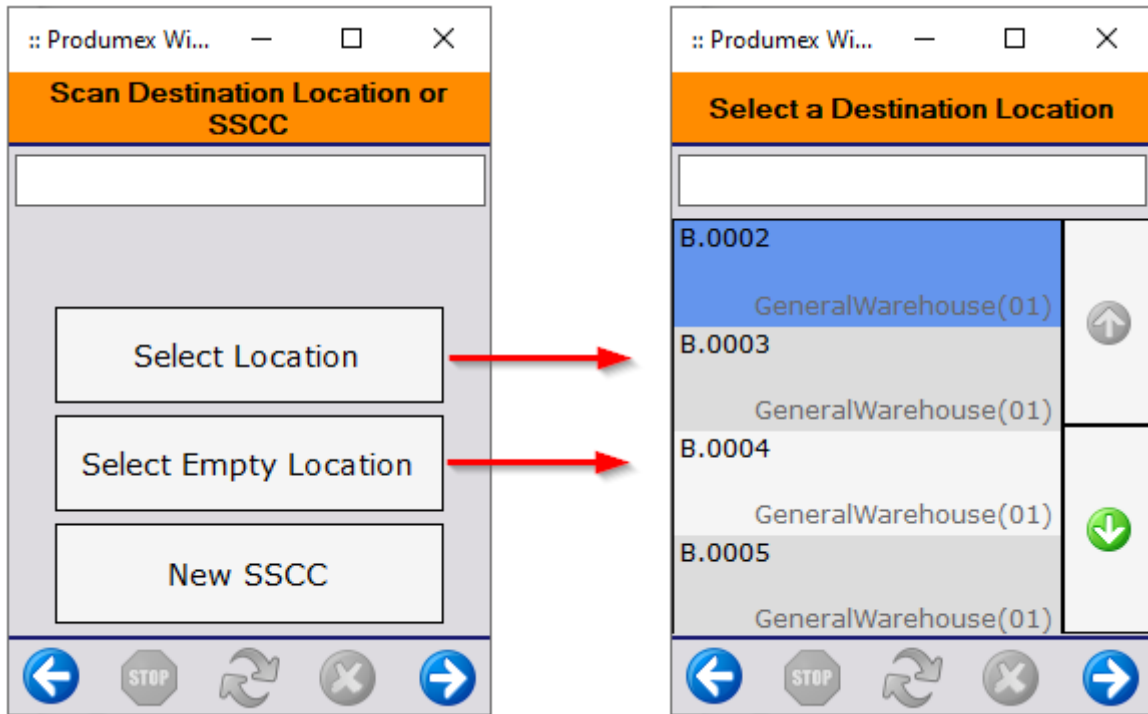 :: Produmex Wi...
Scan Destination Location or
SSCC
Select Location
Select Empty Location
New SSCC
STOP
:: Produmex Wi...
Select a Destination Location
B.0002
GeneralWarehouse(01)
B.0003
GeneralWarehouse(01)
B.0004
GeneralWarehouse(01)
B.0005
GeneralWarehouse(01)
STOP